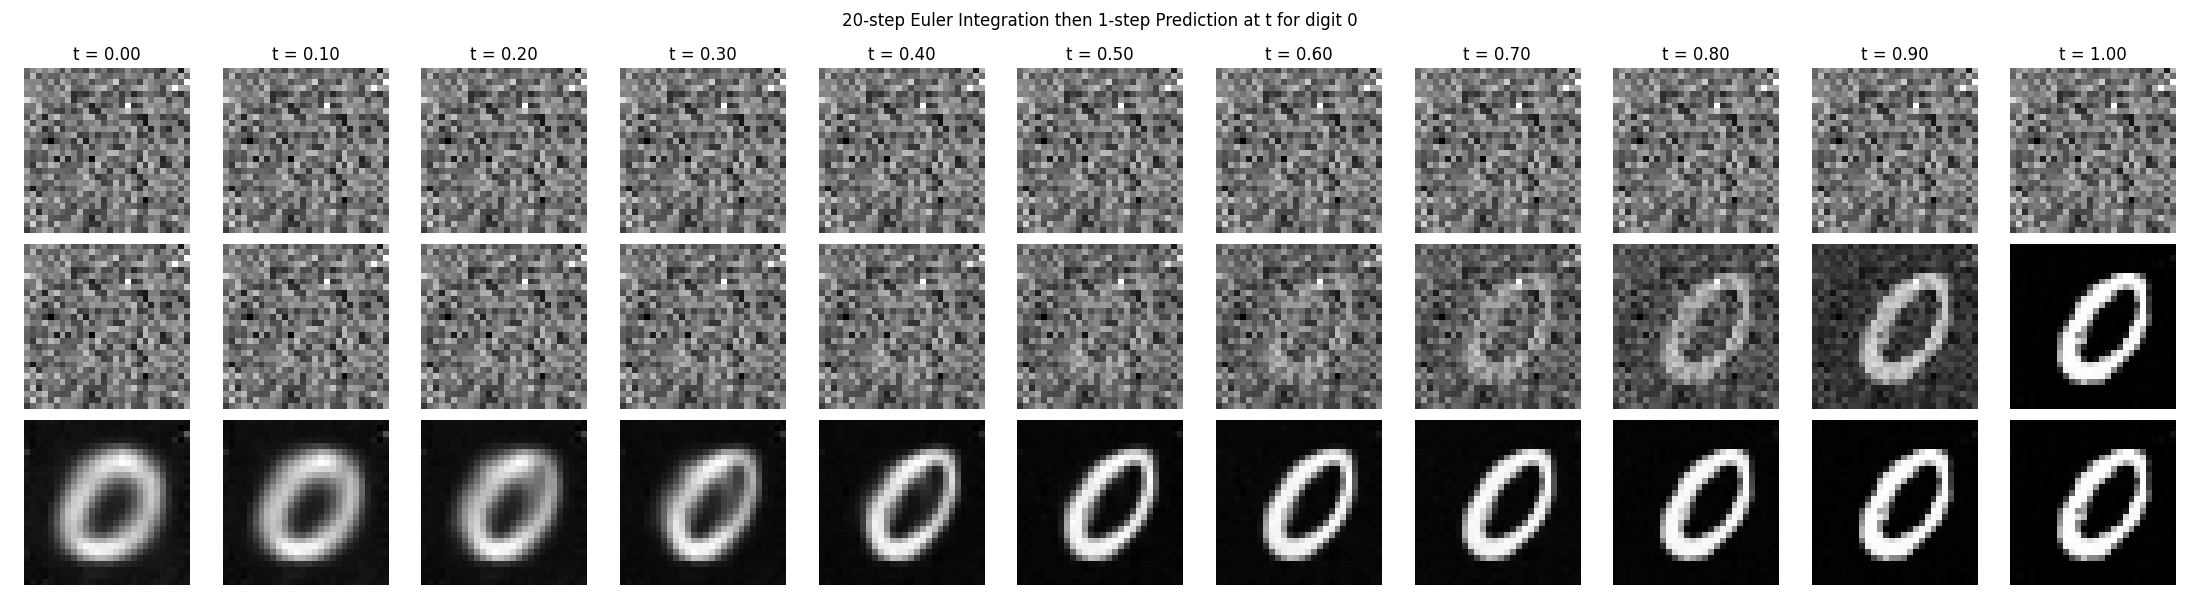 20-step Euler Integration then 1-step Prediction at t for digit 0
t = 0.00 t = 0.10 t = 0.20 t = 0.30 t = 0.40 t = 0.50 t = 0.60 t = 0.70 t = 0.80 t = 0.90 t = 1.00